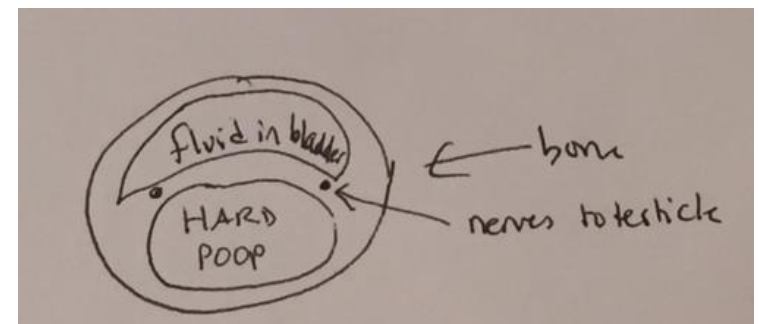 fluid in bladder
HARD
POOP
bone
nerves to testicle